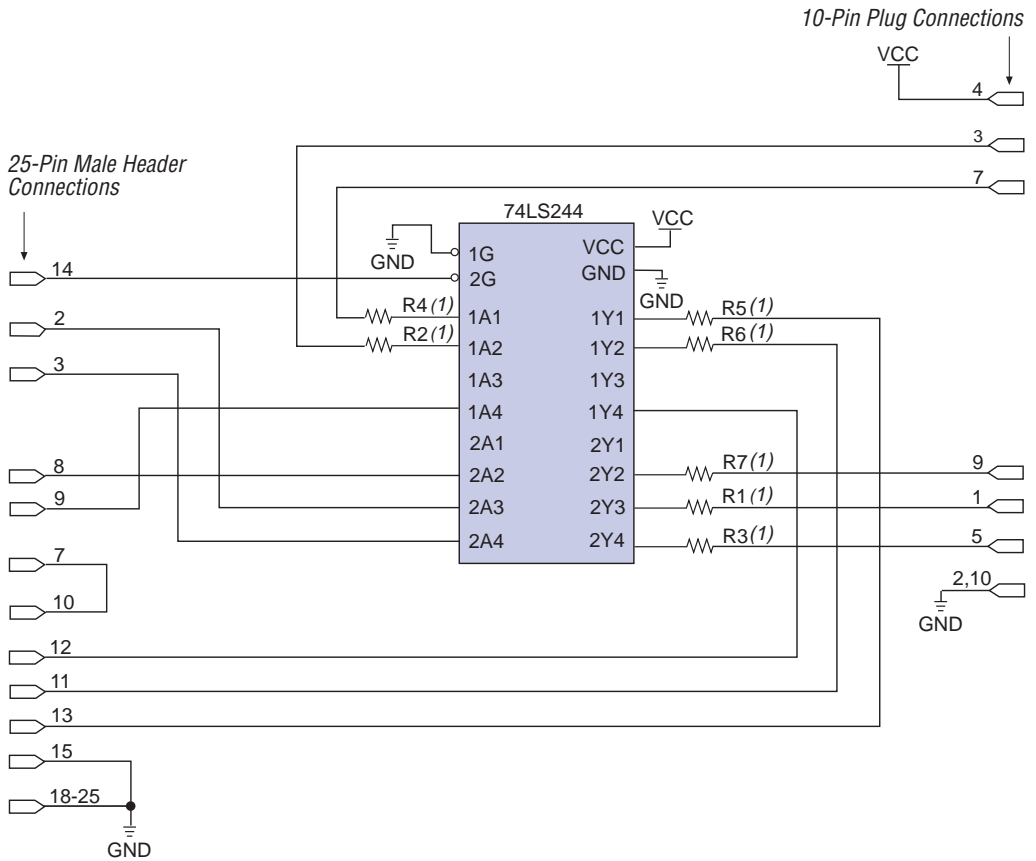 10-Pin Plug Connections
VCC
4
3
7
25-Pin Male Header
Connections
74LS244
VCC
GND
1G
VCC
14
2G
GND
GND
2
R4(1)
1A1
1Y1
R5(1)
R2(1)
1A2
1Y2
R6(1)
3
1A3
1Y3
1A4
1Y4
2A1
2Y1
8
2A2
2Y2
R7(1)
9
9
2A3
2Y3
R1(1)
1
2A4
2Y4
R3(1)
5
7
10
2,10
GND
12
11
13
15
18-25
GND